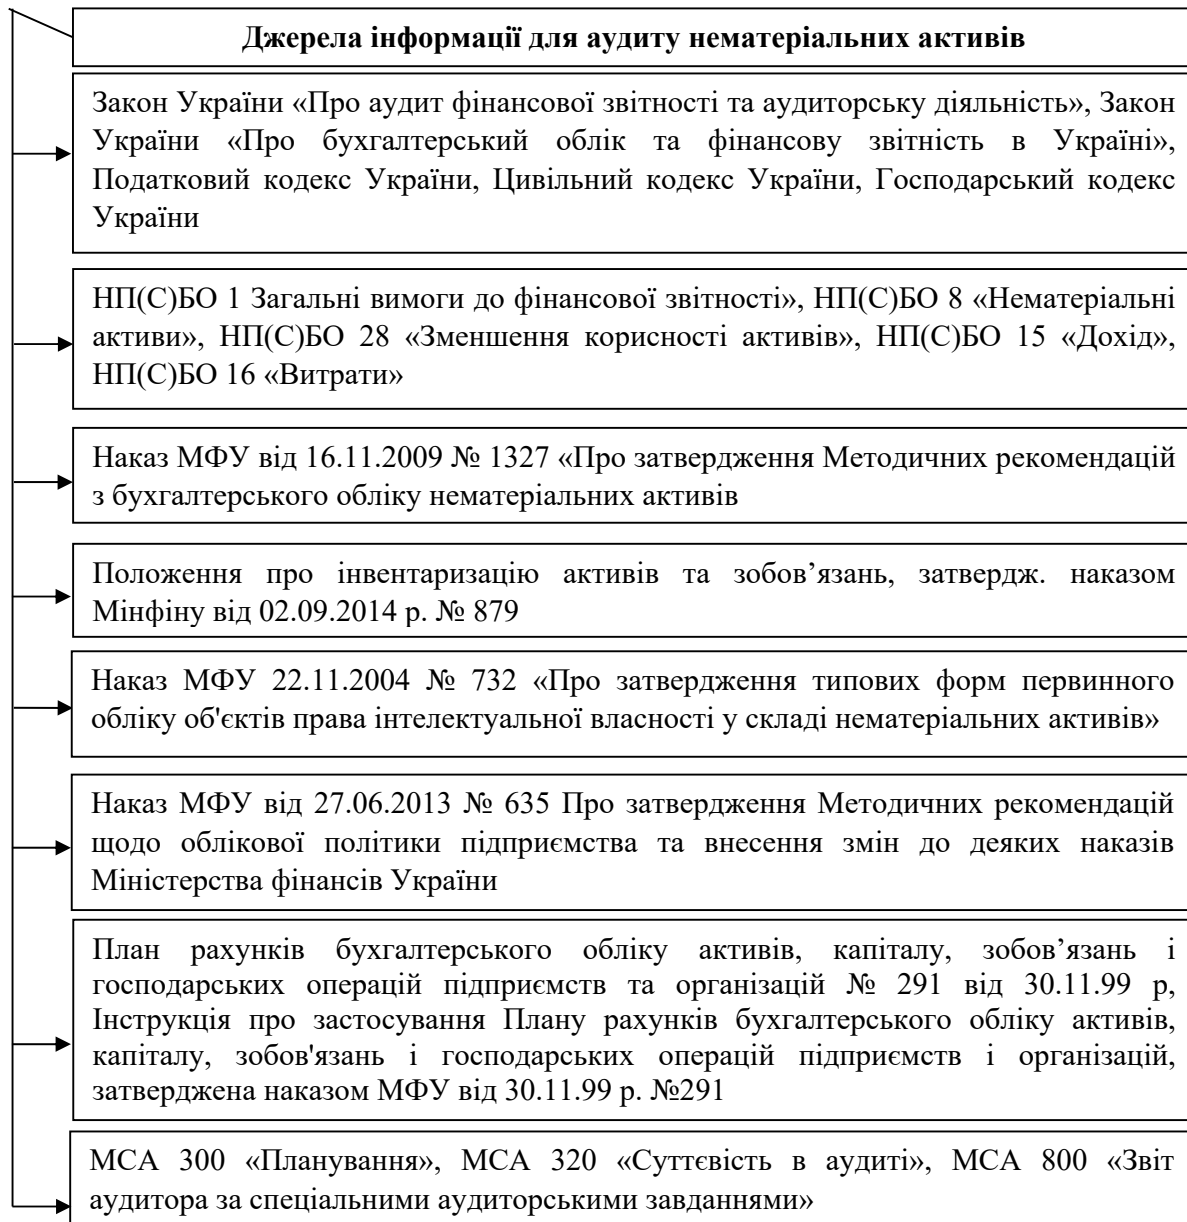 Джерела інформації для аудиту нематеріальних активів
Закон України «Про аудит фінансової звітності та аудиторську діяльність», Закон
України «Про бухгалтерський облік та фінансову звітність в Україні»,
Податковий кодекс України, Цивільний кодекс України, Господарський кодекс
України
НП(С)БО 1 Загальні вимоги до фінансової звітності», НП(С)БО 8 «Нематеріальні
активи», НП(С)БО 28 «Зменшення корисності активів», НП(С)БО 15 «Дохід»,
НП(С)БО 16 «Витрати»
Наказ МФУ від 16.11.2009 № 1327 «Про затвердження Методичних рекомендацій
з бухгалтерського обліку нематеріальних активів
Положення про інвентаризацію активів та зобов’язань, затвердж. наказом
Мінфіну від 02.09.2014 р. № 879
Наказ МФУ 22.11.2004 № 732 «Про затвердження типових форм первинного
обліку об'єктів права інтелектуальної власності у складі нематеріальних активів»
Наказ МФУ від 27.06.2013 № 635 Про затвердження Методичних рекомендацій
щодо облікової політики підприємства та внесення змін до деяких наказів
Міністерства фінансів України
План рахунків бухгалтерського обліку активів, капіталу, зобов’язань і
господарських операцій підприємств та організацій № 291 від 30.11.99 р,
Інструкція про застосування Плану рахунків бухгалтерського обліку активів,
капіталу, зобов'язань і господарських операцій підприємств і організацій,
затверджена наказом МФУ від 30.11.99 р. №291
МСА 300 «Планування», МСА 320 «Суттєвість в аудиті», МСА 800 «Звіт
аудитора за спеціальними аудиторськими завданнями»